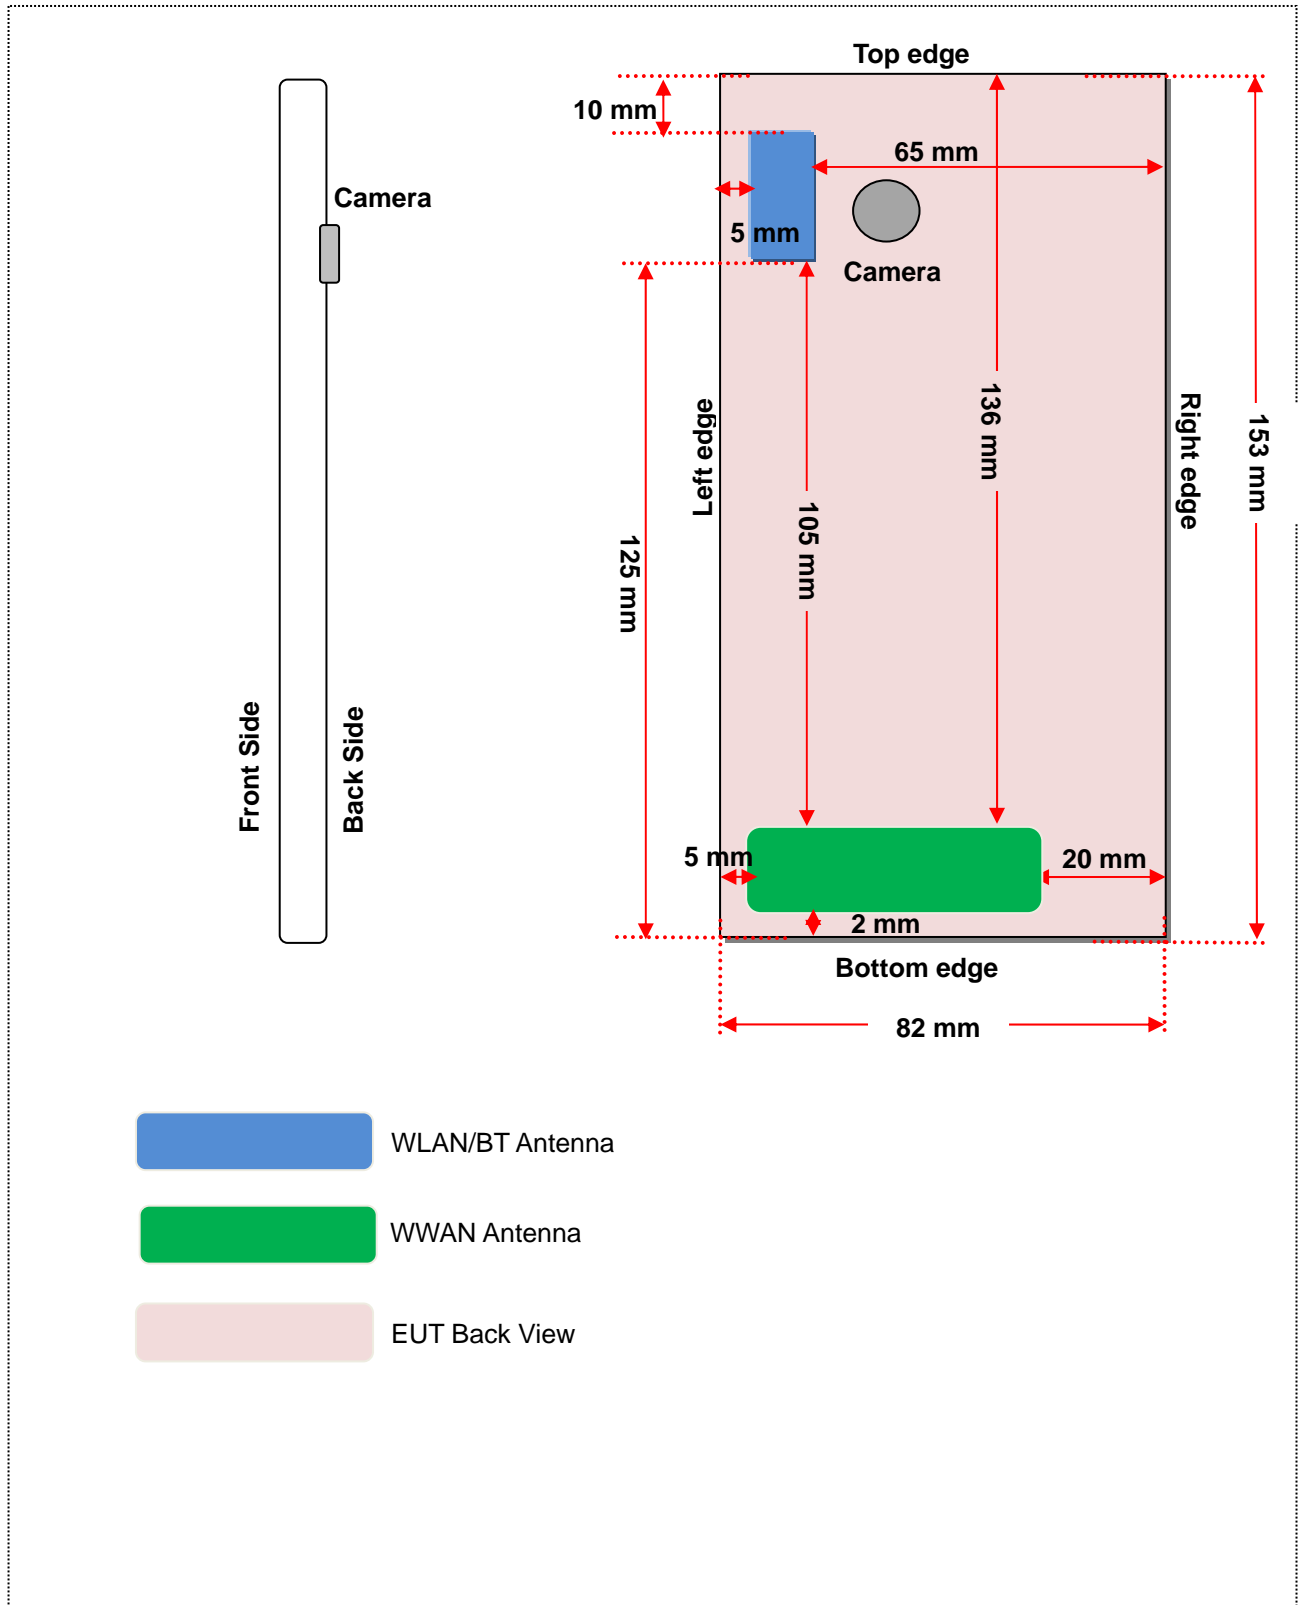 Top edge
10 mm
65 mm
Camera
5 mm
Camera
136 mm
Left edge
Right edge
153 mm
105 mm
125 mm
Front Side
Back Side
5 mm
20 mm
2 mm
Bottom edge
82 mm
WLAN/BT Antenna
WWAN Antenna
EUT Back View